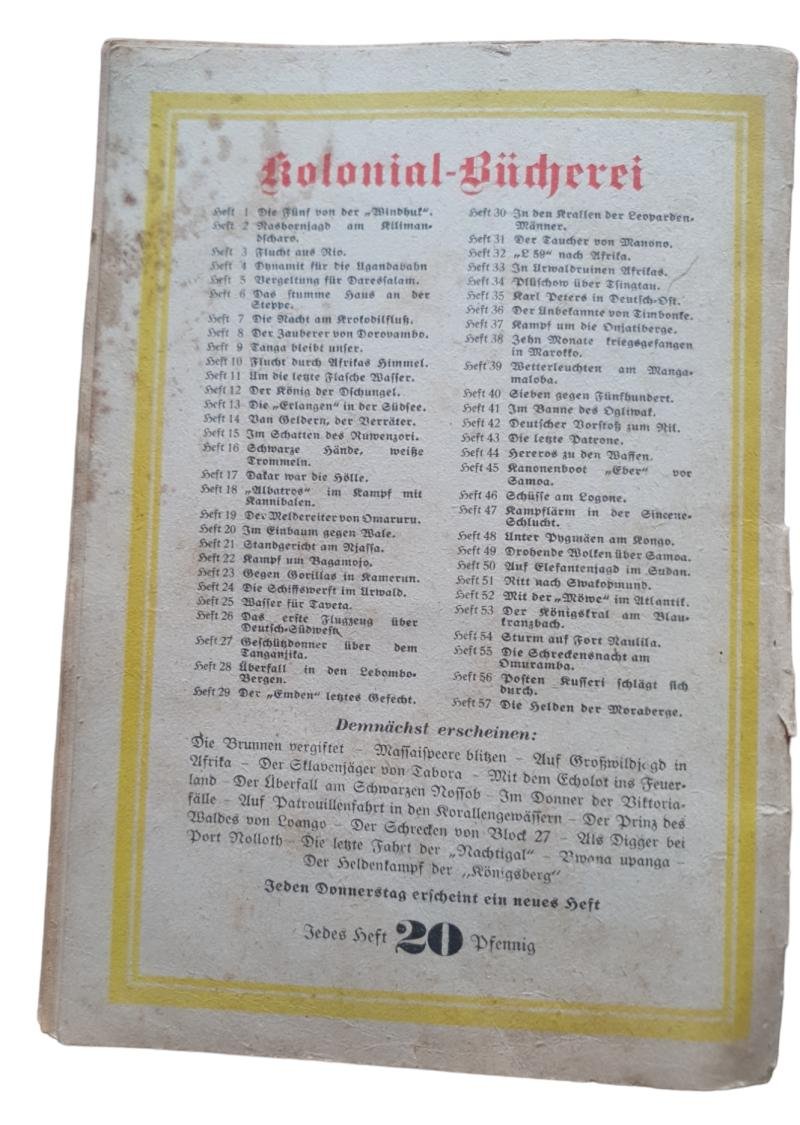 Kolonial-Bücherei
Heft 1 Die Fünf von der „Windhuk“.
Heft 2 Nashornjagd am Kiliman-
dscharo.
Heft 3 Flucht aus Rio.
Heft 4 Dynamit für die Ugandabahn
Heft 5 Vergeltung für Daressalam.
Heft 6 Das stumme Haus an der
Steppe.
Heft 7 Die Nacht am Krokodilfluß.
Heft 8 Der Zauberer von Dorovambo.
Heft 9 Tanga bleibt unser.
Heft 10 Flucht durch Afrikas Himmel.
Heft 11 Um die letzte Flasche Wasser.
Heft 12 Der König der Dschungel.
Heft 13 Die „Erlangen“ in der Südsee.
Heft 14 Van Geldern, der Verräter.
Heft 15 Im Schatten des Ruwenzori.
Heft 16 Schwarze Hände, weiße
Trommeln.
Heft 17 Dakar war die Hölle.
Heft 18 „Albatros“ im Kampf mit
Kannibalen.
Heft 19 Der Meldereiter von Omaruru.
Heft 20 Im Einbaum gegen Wale.
Heft 21 Standgericht am Njassa.
Heft 22 Kampf um Bagamojo.
Heft 23 Gegen Gorillas in Kamerun.
Heft 24 Die Schiffswerft im Urwald.
Heft 25 Wasser für Taveta.
Heft 26 Das erste Flugzeug über
Deutsch-Südwest.
Heft 27 Geschützdonner über dem
Tanganjika.
Heft 28 Überfall in den Lebombo-
Bergen.
Heft 29 Der „Emden“ letztes Gefecht.
Heft 30 In den Krallen der Leoparden-
Männer.
Heft 31 Der Taucher von Manono.
Heft 32 „L 59“ nach Afrika.
Heft 33 In Urwaldruinen Afrikas.
Heft 34 Plüschow über Tsingtau.
Heft 35 Karl Peters in Deutsch-Ost.
Heft 36 Der Unbekannte von Timbonke.
Heft 37 Kampf um die Onjatiberge.
Heft 38 Zehn Monate kriegsgefangen
in Marokko.
Heft 39 Wetterleuchten am Manga-
maloba.
Heft 40 Sieben gegen Fünfhundert.
Heft 41 Im Banne des Ogliwak.
Heft 42 Deutscher Vorstoß zum Nil.
Heft 43 Die letzte Patrone.
Heft 44 Hereros zu den Waffen.
Heft 45 Kanonenboot „Eber“ vor
Samoa.
Heft 46 Schüsse am Logone.
Heft 47 Kampflärm in der Sincene-
Schlucht.
Heft 48 Unter Pygmäen am Kongo.
Heft 49 Drohende Wolken über Samoa.
Heft 50 Auf Elefantenjagd im Sudan.
Heft 51 Ritt nach Swakopmund.
Heft 52 Mit der „Möwe“ im Atlantik.
Heft 53 Der Königskral am Blau-
kranzbach.
Heft 54 Sturm auf Fort Naulila.
Heft 55 Die Schreckensnacht am
Omuramba.
Heft 56 Posten Kufferi schlägt sich
durch.
Heft 57 Die Helden der Moraberge.
Demnächst erscheinen:
Die Brunnen vergiftet – Massaispeere blitzen – Auf Großwildjagd in
Afrika – Der Sklavenjäger von Tabora – Mit dem Echolot ins Feuer-
land – Der Überfall am Schwarzen Nossob – Im Donner der Viktoria-
fälle – Auf Patrouillenfahrt in den Korallengewässern – Der Prinz des
Waldes von Loango – Der Schrecken von Block 27 – Als Digger bei
Port Nolloth – Die letzte Fahrt der „Nachtigal“ – Bwana upanga –
Der Heldenkampf der „Königsberg“
Jeden Donnerstag erscheint ein neues Heft
Jedes Heft 20 Pfennig